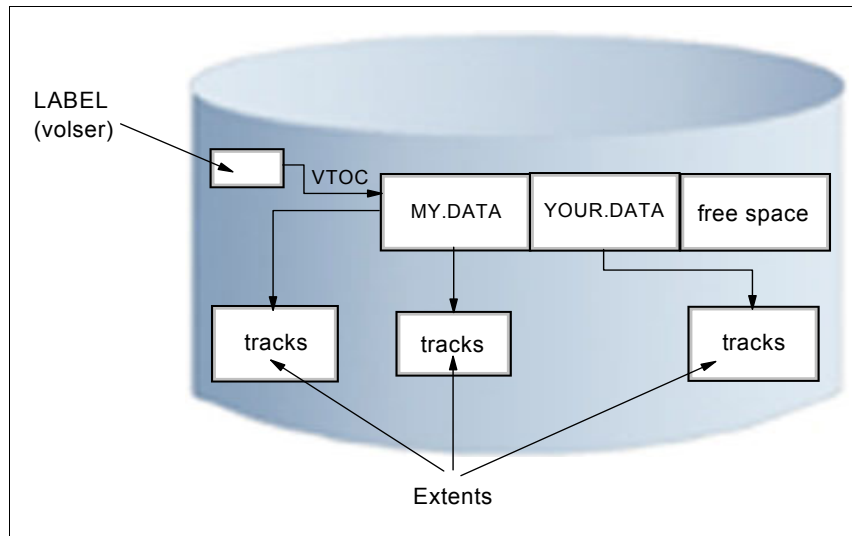 LABEL
(volser)
VTOC
MY.DATA
YOUR.DATA
free space
tracks
tracks
tracks
Extents